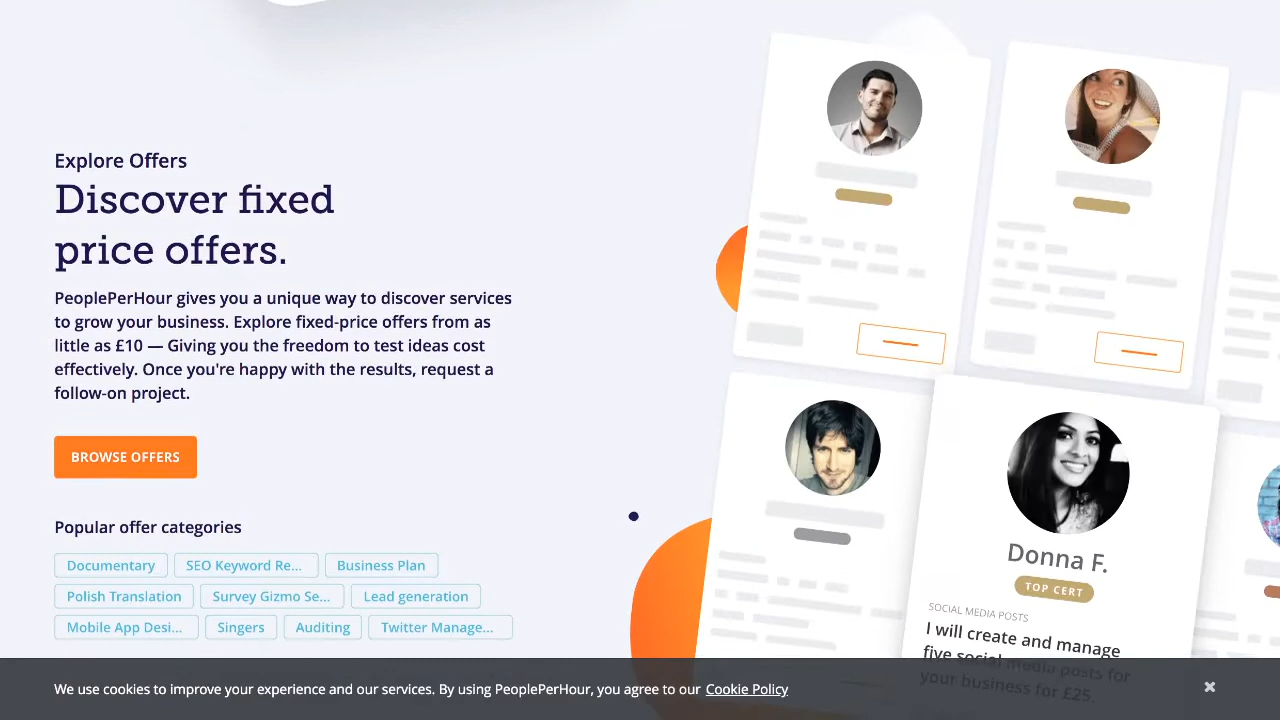 Explore Offers
Discover fixed
price offers.
PeoplePerHour gives you a unique way to discover services
to grow your business. Explore fixed-price offers from as
little as £10 — Giving you the freedom to test ideas cost
effectively. Once you're happy with the results, request a
follow-on project.
BROWSE OFFERS
Popular offer categories
Documentary
SEO Keyword Re...
Business Plan
Polish Translation
Survey Gizmo Se...
Lead generation
Mobile App Desi...
Singers
Auditing
Twitter Manage...
Donna F.
TOP CERT
SOCIAL MEDIA POSTS
I will create and manage
five social media posts for
your business for £25.
We use cookies to improve your experience and our services. By using PeoplePerHour, you agree to our Cookie Policy